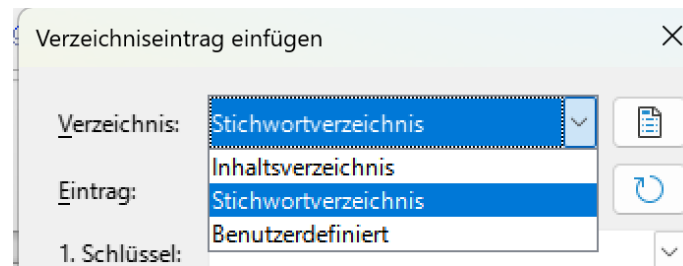 Verzeichniseintrag einfügen
Verzeichnis: Stichwortverzeichnis
Inhaltsverzeichnis
Eintrag: Stichwortverzeichnis
Benutzerdefiniert
1. Schlüssel: